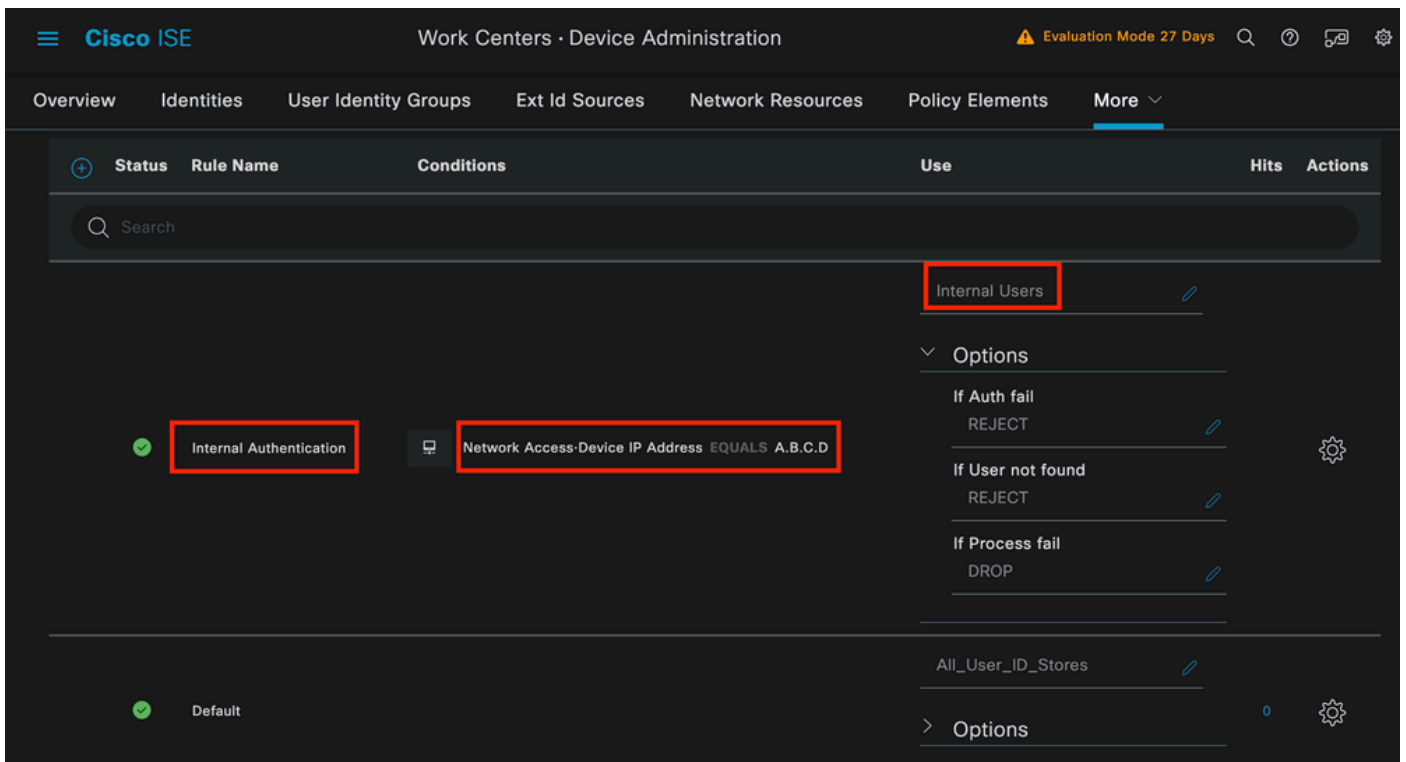 Cisco ISE
Work Centers · Device Administration
Evaluation Mode 27 Days
Overview Identities User Identity Groups Ext Id Sources Network Resources Policy Elements More
Status Rule Name Conditions Use Hits Actions
Search
Internal Users
Options
If Auth fail
REJECT
Internal Authentication Network Access·Device IP Address EQUALS A.B.C.D
If User not found
REJECT
If Process fail
DROP
All_User_ID_Stores
Default 0
Options